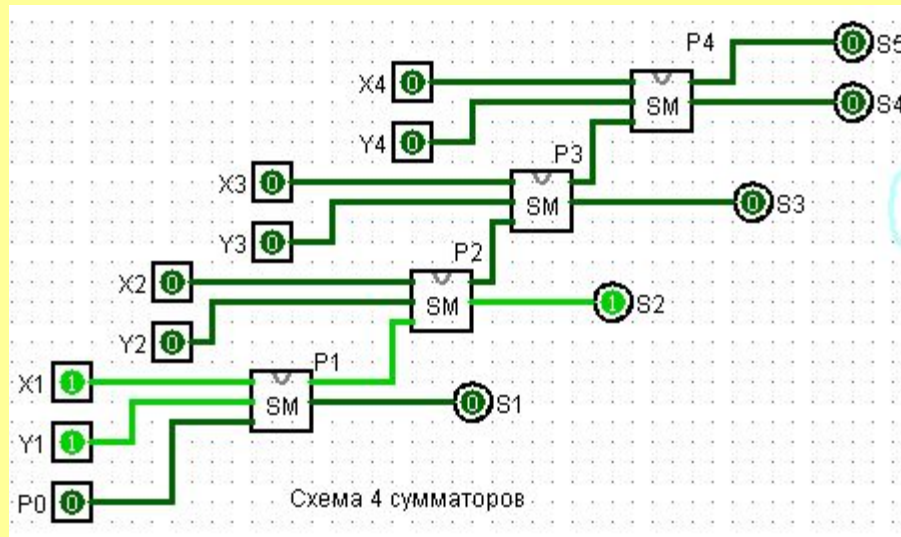 P4
0 S5
X4 0
SM
0 S4
Y4 0
P3
X3 0
SM
0 S3
Y3 0
P2
X2 0
SM
1 S2
Y2 0
P1
X1 1
SM
0 S1
Y1 1
P0 0
Схема 4 сумматоров